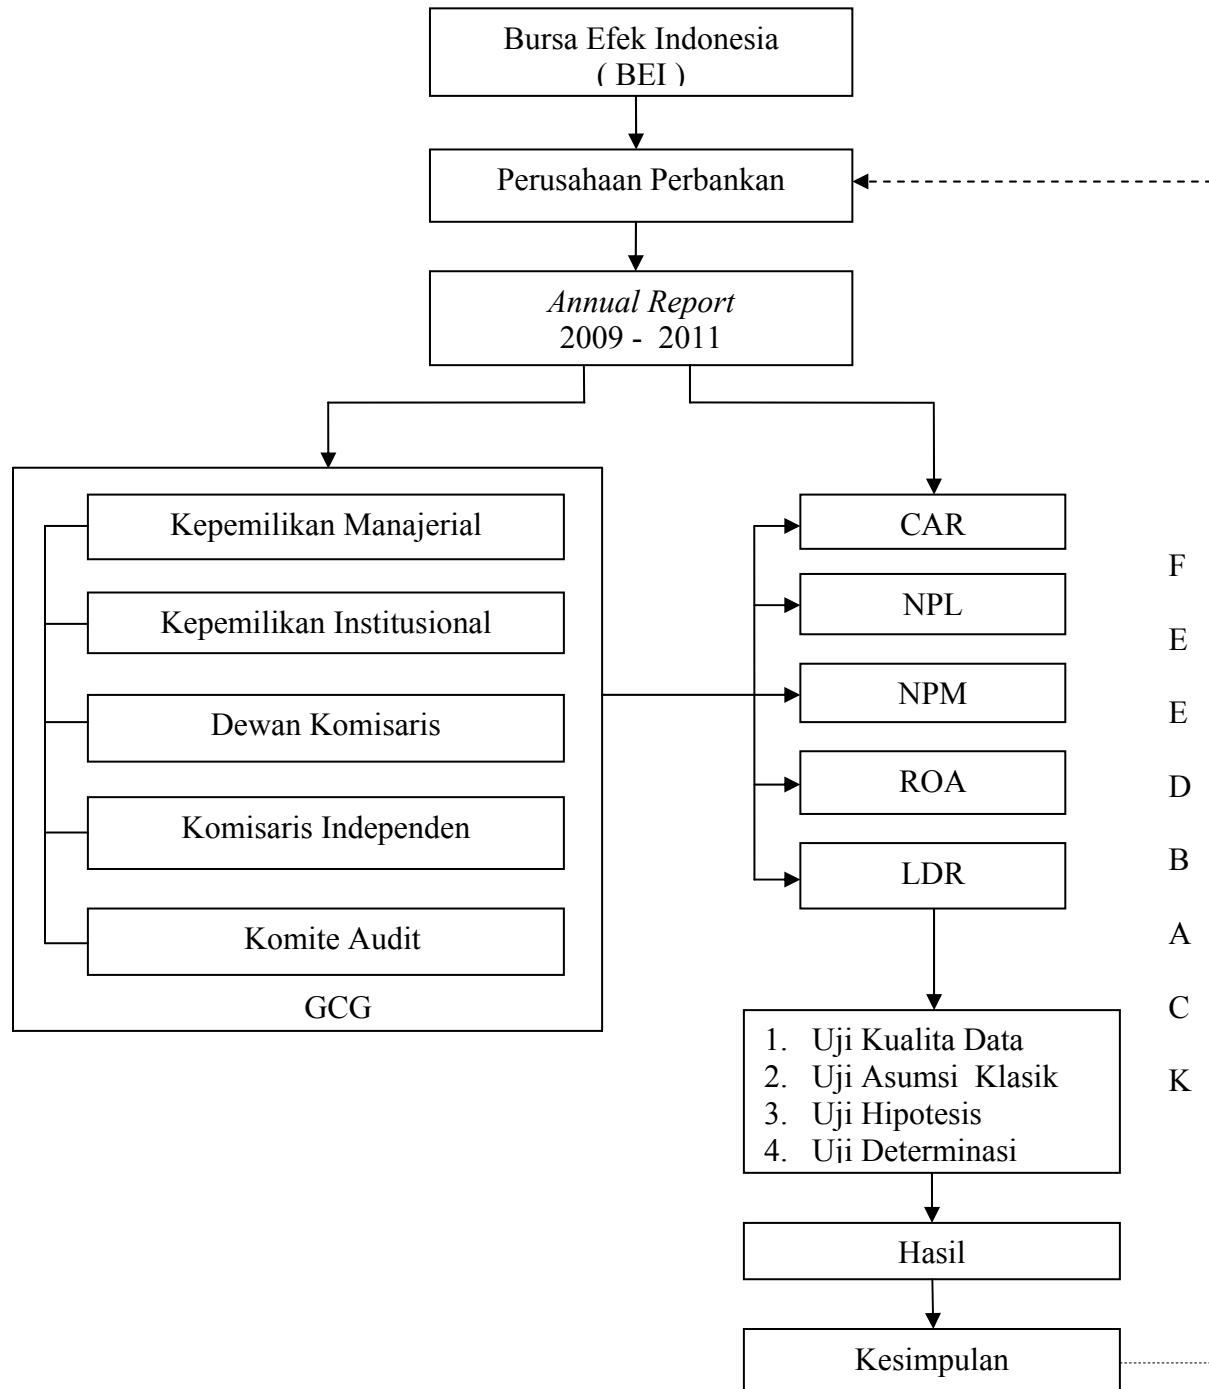 Bursa Efek Indonesia
( BEI )
Perusahaan Perbankan
Annual Report
2009 - 2011
Kepemilikan Manajerial
Kepemilikan Institusional
Dewan Komisaris
Komisaris Independen
Komite Audit
GCG
CAR
NPL
NPM
ROA
LDR
F
E
E
D
B
A
C
K
1. Uji Kualita Data
2. Uji Asumsi Klasik
3. Uji Hipotesis
4. Uji Determinasi
Hasil
Kesimpulan